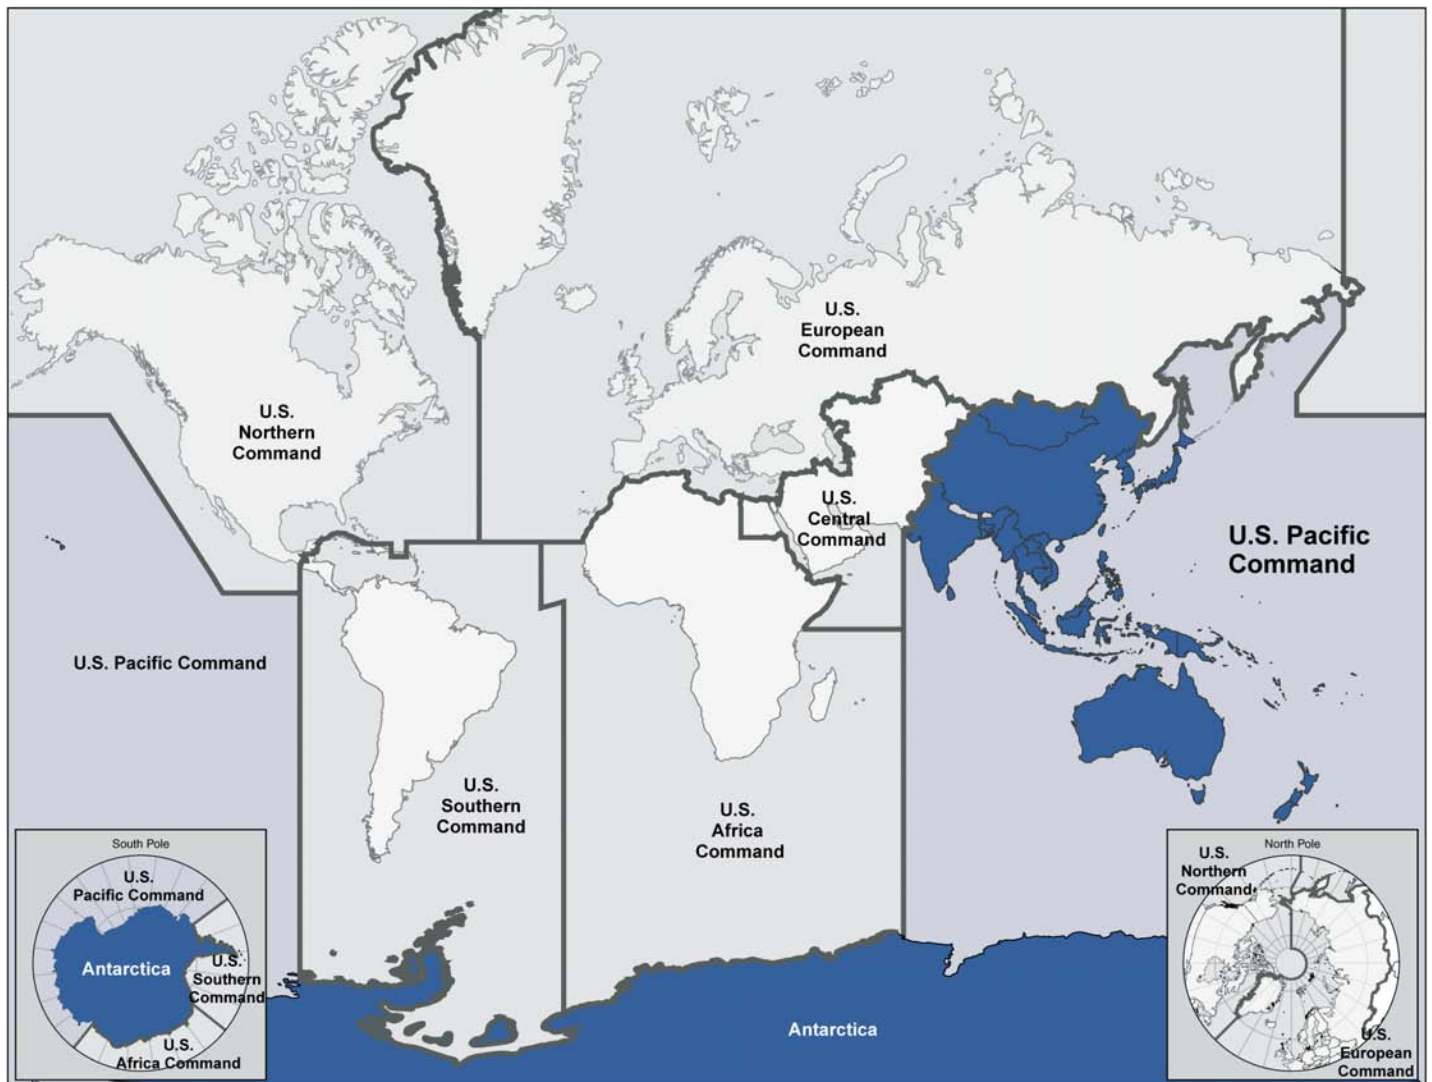 U.S.
European
Command
U.S.
Northern
Command
U.S.
Central
Command
U.S. Pacific
Command
U.S. Pacific Command
U.S.
Southern
Command
U.S.
Africa
Command
South Pole
U.S.
Pacific Command
Antarctica
U.S.
Southern
Command
U.S.
Africa Command
Antarctica
North Pole
U.S.
Northern
Command
U.S.
European
Command